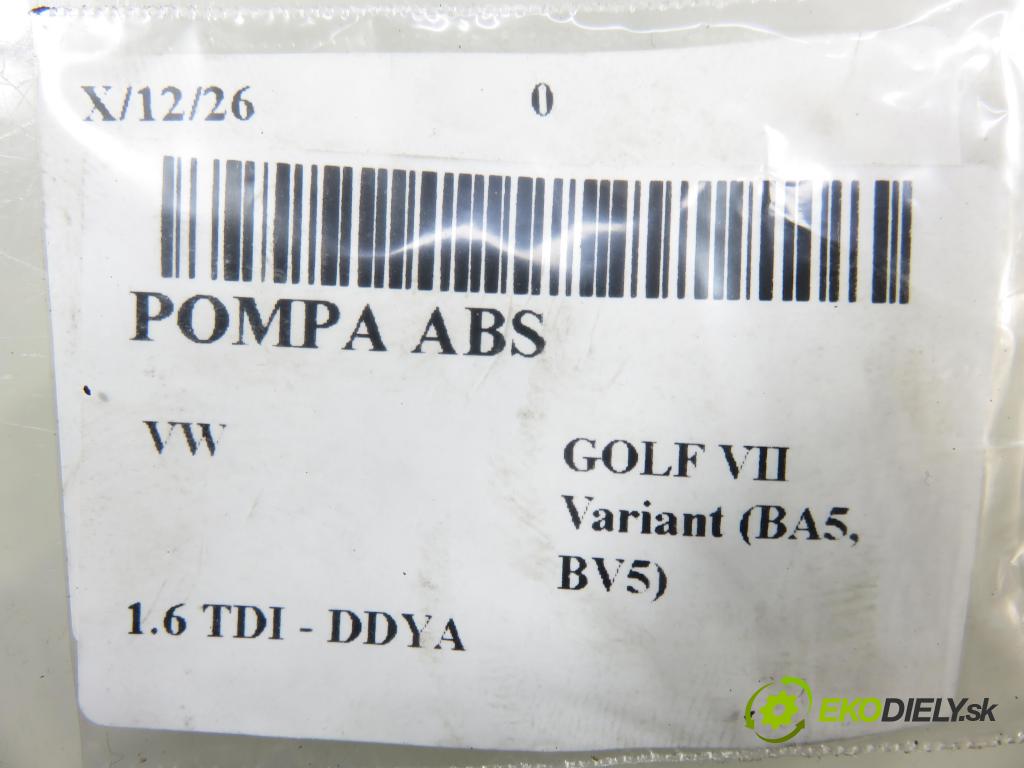 X/12/26 0
POMPA ABS
VW GOLF VII
Variant (BA5,
BV5)
1.6 TDI - DDYA
EKODIELY.sk